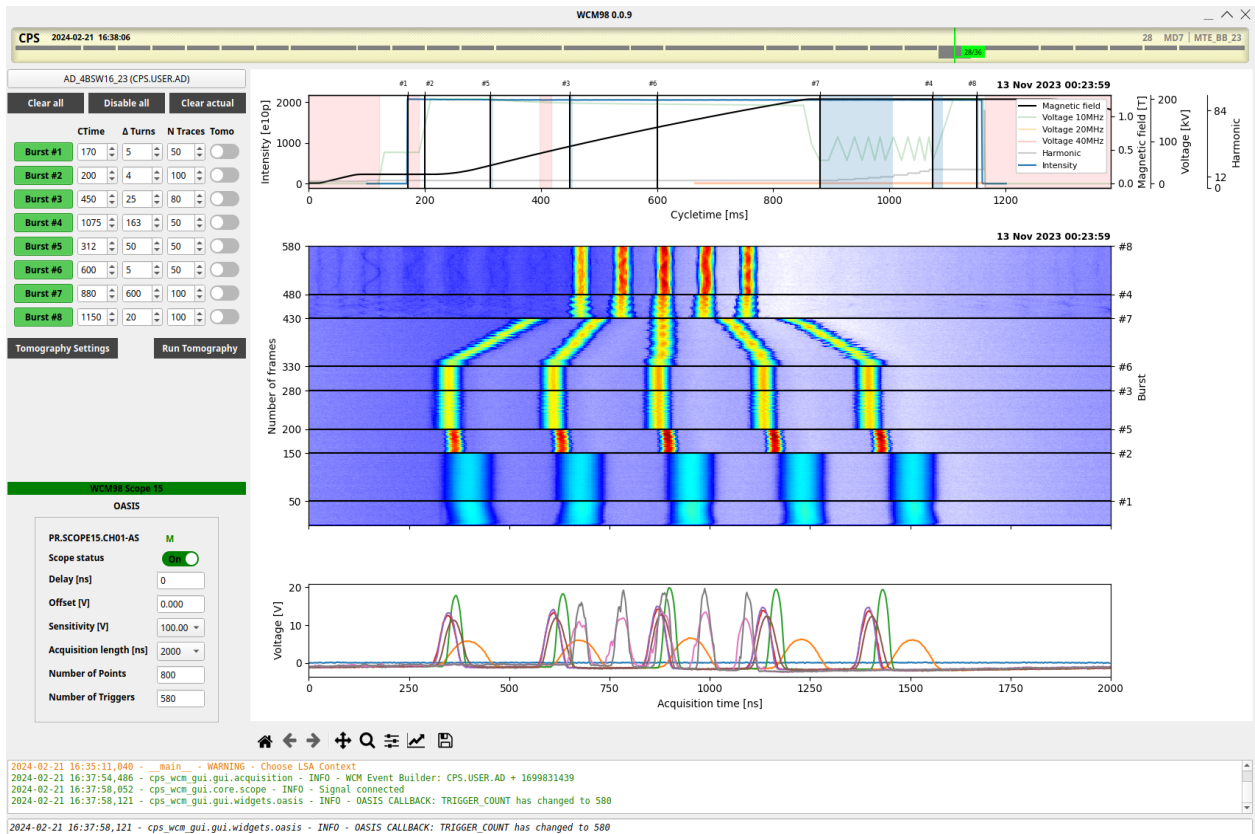 WCM98 0.0.9
CPS 2024-02-21 16:38:06 28 MD7 | MTE_BB_23
28/36
AD_4BSW16_23 (CPS.USER.AD)
Clear all Disable all Clear actual
CTime Δ Turns N Traces Tomo
Burst #1 170 5 50
Burst #2 200 4 100
Burst #3 450 25 80
Burst #4 1075 163 50
Burst #5 312 50 50
Burst #6 600 5 50
Burst #7 880 600 100
Burst #8 1150 20 100
Tomography Settings Run Tomography
WCM98 Scope 15
OASIS
PR.SCOPE15.CH01-AS M
Scope status On
Delay [ns] 0
Offset [V] 0.000
Sensitivity [V] 100.00
Acquisition length [ns] 2000
Number of Points 800
Number of Triggers 580
#1 #2 #5 #3 #6 #7 #4 #8
13 Nov 2023 00:23:59
Intensity [e10p]
2000
1000
0
Magnetic field
Voltage 10MHz
Voltage 20MHz
Voltage 40MHz
Harmonic
Intensity
1.0
0.5
0.0
Magnetic field [T]
200
100
0
Voltage [kV]
84
12
0
Harmonic
0 200 400 600 800 1000 1200
Cycletime [ms]
13 Nov 2023 00:23:59
Number of frames
580
480
430
330
280
200
150
50
#8
#4
#7
#6
#3
#5
#2
#1
Burst
Voltage [V]
20
10
0
0 250 500 750 1000 1250 1500 1750 2000
Acquisition time [ns]
2024-02-21 16:35:11,040 - __main__ - WARNING - Choose LSA Context
2024-02-21 16:37:54,486 - cps_wcm_gui.gui.acquisition - INFO - WCM Event Builder: CPS.USER.AD + 1699831439
2024-02-21 16:37:58,052 - cps_wcm_gui.core.scope - INFO - Signal connected
2024-02-21 16:37:58,121 - cps_wcm_gui.gui.widgets.oasis - INFO - OASIS CALLBACK: TRIGGER_COUNT has changed to 580
2024-02-21 16:37:58,121 - cps_wcm_gui.gui.widgets.oasis - INFO - OASIS CALLBACK: TRIGGER_COUNT has changed to 580